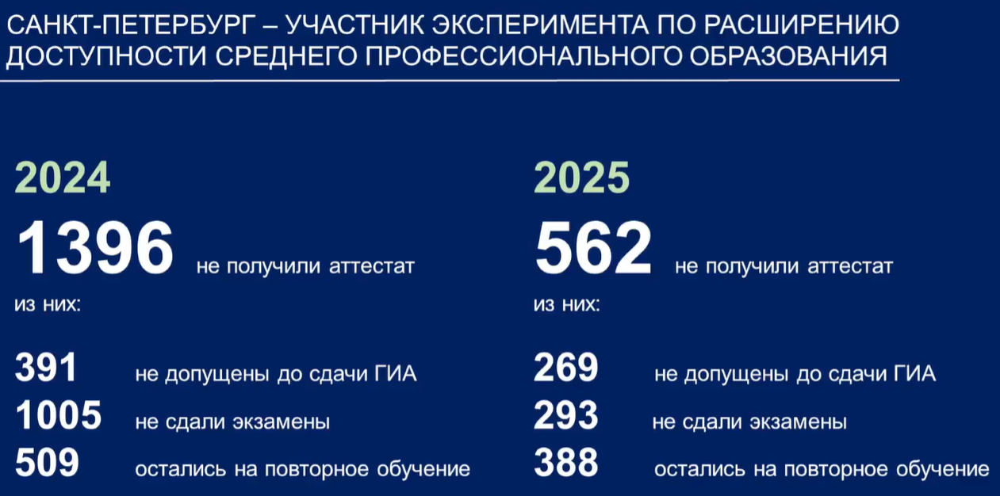 САНКТ-ПЕТЕРБУРГ – УЧАСТНИК ЭКСПЕРИМЕНТА ПО РАСШИРЕНИЮ
ДОСТУПНОСТИ СРЕДНЕГО ПРОФЕССИОНАЛЬНОГО ОБРАЗОВАНИЯ
2024
1396 не получили аттестат
из них:
391 не допущены до сдачи ГИА
1005 не сдали экзамены
509 остались на повторное обучение
2025
562 не получили аттестат
из них:
269 не допущены до сдачи ГИА
293 не сдали экзамены
388 остались на повторное обучение